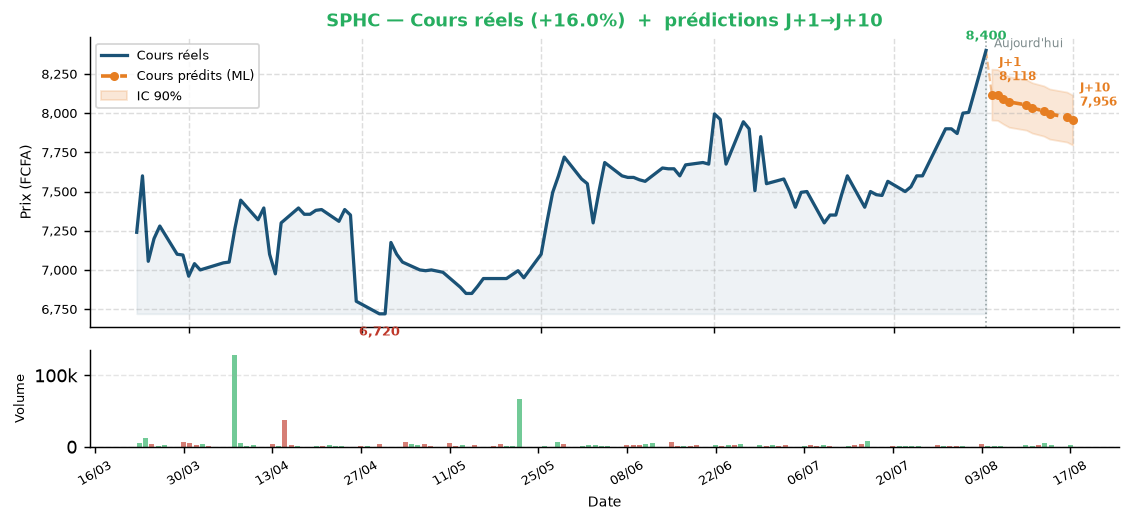 SPHC — Cours réels (+16.0%)  +  prédictions J+1→J+10
8,400
Aujourd'hui
Cours réels
Cours prédits (ML)
IC 90%
J+1
8,118
J+10
7,956
Prix (FCFA)
8,250
8,000
7,750
7,500
7,250
7,000
6,750
6,720
Volume
100k
0
16/03
30/03
13/04
27/04
11/05
25/05
08/06
22/06
06/07
20/07
03/08
17/08
Date